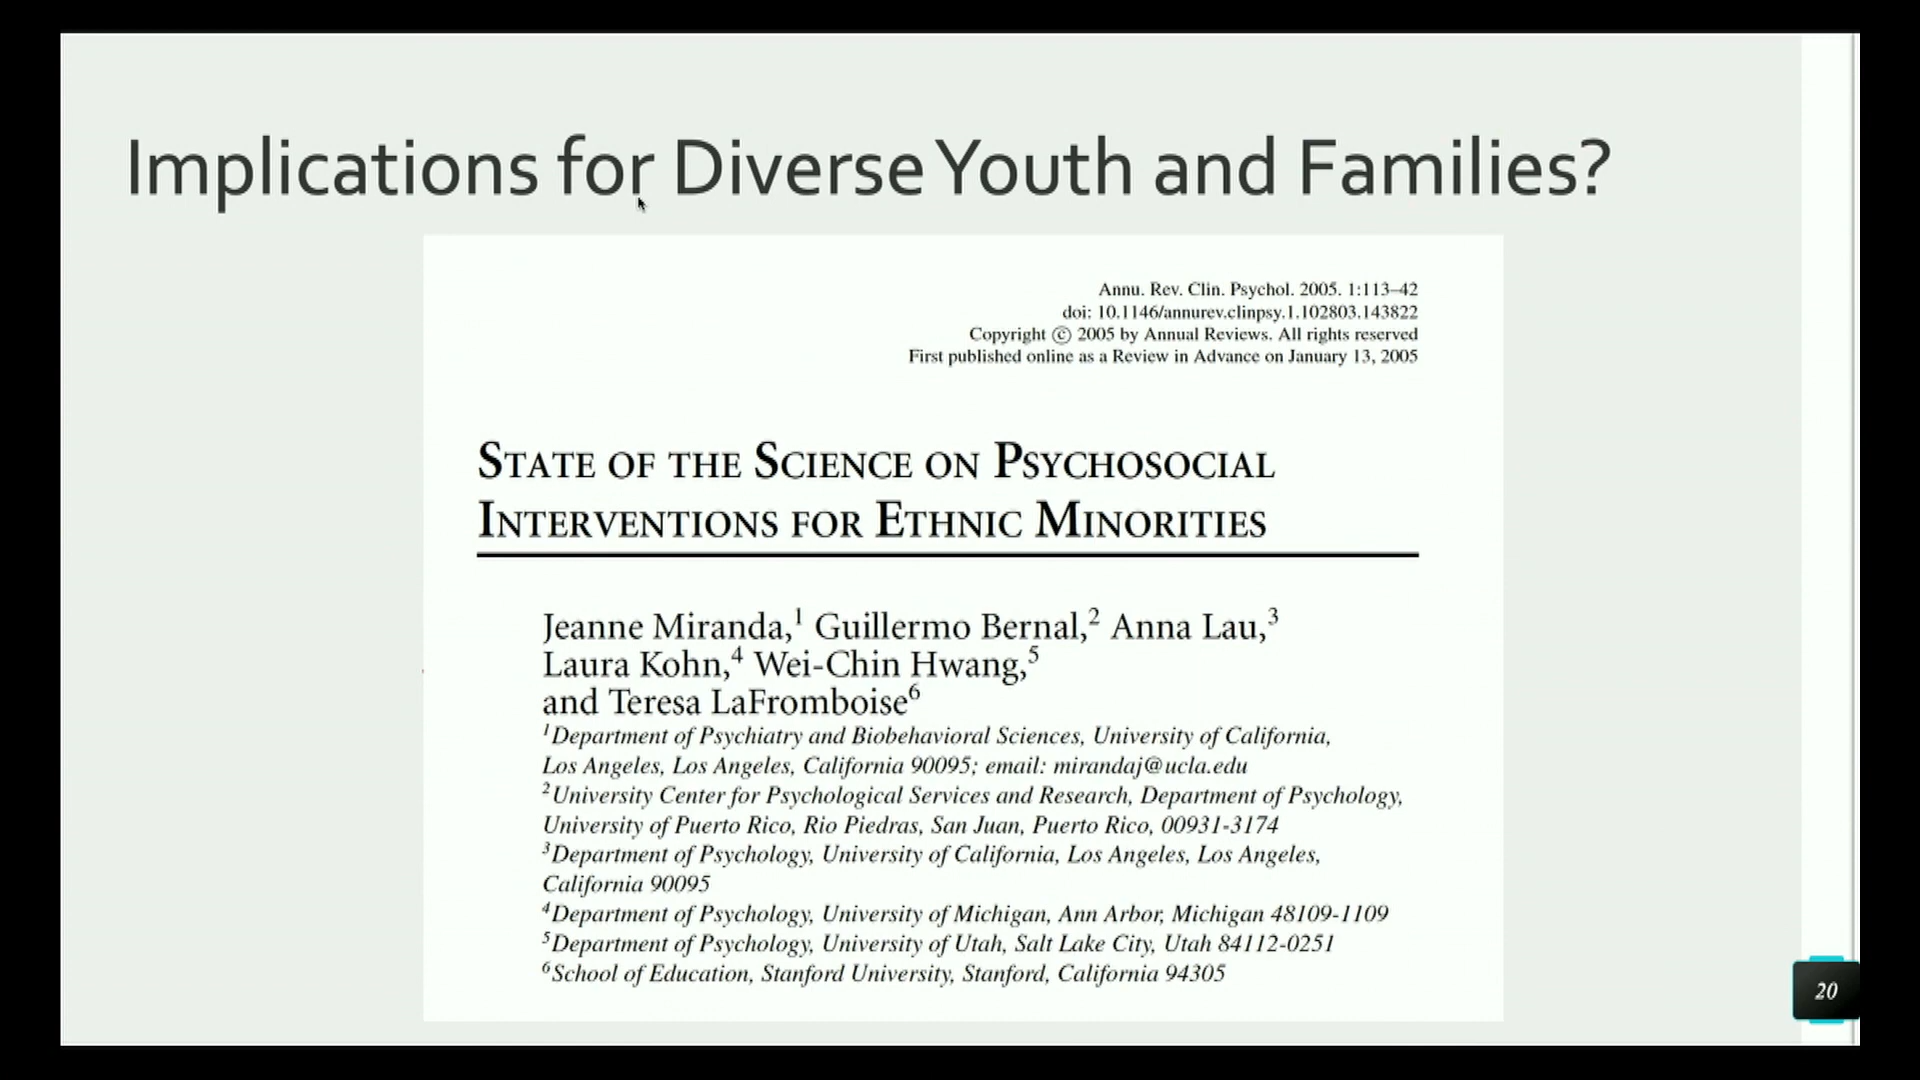 Implications for Diverse Youth and Families?
Annu. Rev. Clin. Psychol. 2005. 1:113–42
doi: 10.1146/annurev.clinpsy.1.102803.143822
Copyright © 2005 by Annual Reviews. All rights reserved
First published online as a Review in Advance on January 13, 2005
STATE OF THE SCIENCE ON PSYCHOSOCIAL
INTERVENTIONS FOR ETHNIC MINORITIES
Jeanne Miranda,¹ Guillermo Bernal,² Anna Lau,³
Laura Kohn,⁴ Wei-Chin Hwang,⁵
and Teresa LaFromboise⁶
¹Department of Psychiatry and Biobehavioral Sciences, University of California,
Los Angeles, Los Angeles, California 90095; email: mirandaj@ucla.edu
²University Center for Psychological Services and Research, Department of Psychology,
University of Puerto Rico, Rio Piedras, San Juan, Puerto Rico, 00931-3174
³Department of Psychology, University of California, Los Angeles, Los Angeles,
California 90095
⁴Department of Psychology, University of Michigan, Ann Arbor, Michigan 48109-1109
⁵Department of Psychology, University of Utah, Salt Lake City, Utah 84112-0251
⁶School of Education, Stanford University, Stanford, California 94305
20